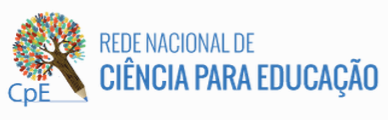 REDE NACIONAL DE
CIÊNCIA PARA EDUCAÇÃO
CpE